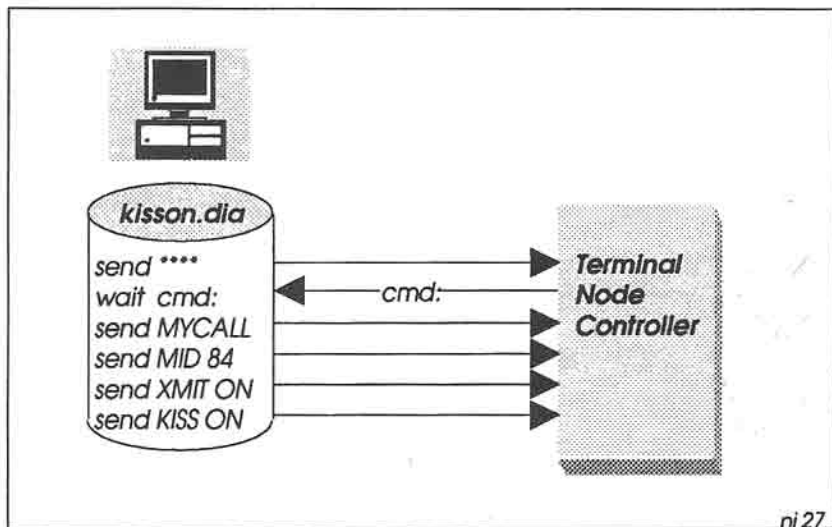 kisson.dia
send ****
wait cmd:
send MYCALL
send MID 84
send XMIT ON
send KISS ON
cmd:
Terminal
Node
Controller
ni 27